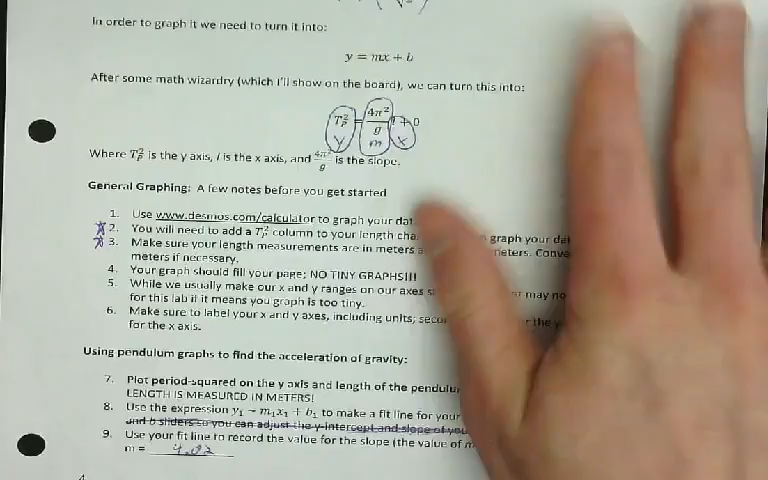 In order to graph it we need to turn it into:
y = mx + b
After some math wizardry (which I'll show on the board), we can turn this into:
T_P^2 = 4π^2/g l + 0
y m x
Where T_P^2 is the y axis, l is the x axis, and 4π^2/g is the slope.
General Graphing: A few notes before you get started
1. Use www.desmos.com/calculator to graph your dat
2. You will need to add a T_P^2 column to your length cha graph your da
3. Make sure your length measurements are in meters a meters. Conve
meters if necessary.
4. Your graph should fill your page; NO TINY GRAPHS!!!
5. While we usually make our x and y ranges on our axes s may no
for this lab if it means you graph is too tiny.
6. Make sure to label your x and y axes, including units; seco r the y
for the x axis.
Using pendulum graphs to find the acceleration of gravity:
7. Plot period-squared on the y axis and length of the pendulu
LENGTH IS MEASURED IN METERS!
8. Use the expression y₁ ~ m₁x₁ + b₁ to make a fit line for your
and b sliders so you can adjust the y-intercept and slope of you
9. Use your fit line to record the value for the slope (the value of m
m =